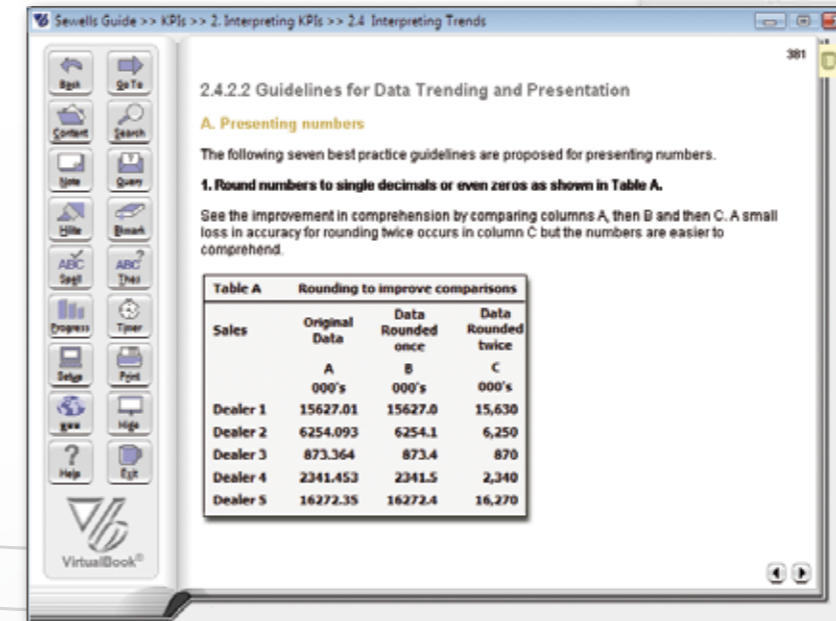 Sewells Guide >> KPIs >> 2. Interpreting KPIs >> 2.4 Interpreting Trends
381
Back Go To
Content Search
Note Query
Hilite Bkmark
ABC ABC?
Spell Thes
Progress Timer
Setup Print
Hide
? Help Exit
VirtualBook®
2.4.2.2 Guidelines for Data Trending and Presentation
A. Presenting numbers
The following seven best practice guidelines are proposed for presenting numbers.
1. Round numbers to single decimals or even zeros as shown in Table A.
See the improvement in comprehension by comparing columns A, then B and then C. A small
loss in accuracy for rounding twice occurs in column C but the numbers are easier to
comprehend.
Table A Rounding to improve comparisons
Sales Original Data Data Rounded once Data Rounded twice
A B C
000's 000's 000's
Dealer 1 15627.01 15627.0 15,630
Dealer 2 6254.093 6254.1 6,250
Dealer 3 873.364 873.4 870
Dealer 4 2341.453 2341.5 2,340
Dealer 5 16272.35 16272.4 16,270